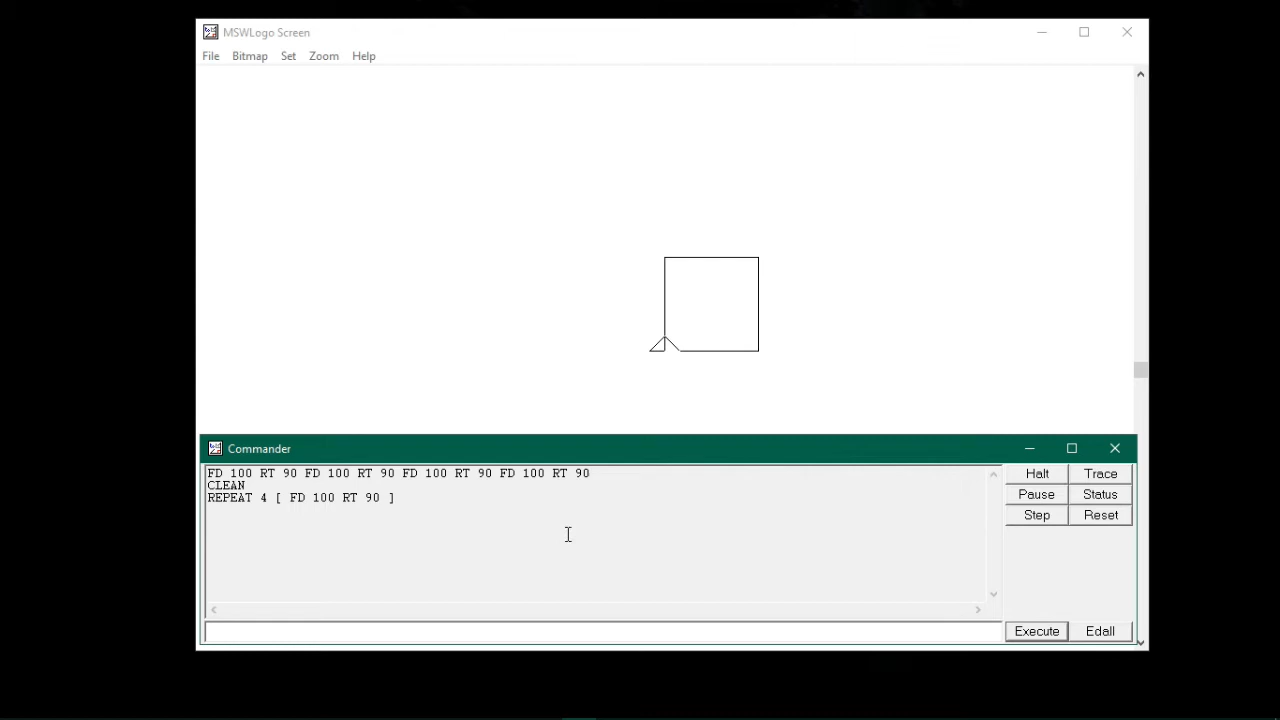 MSWLogo Screen
File Bitmap Set Zoom Help
Commander
FD 100 RT 90 FD 100 RT 90 FD 100 RT 90 FD 100 RT 90
CLEAN
REPEAT 4 [ FD 100 RT 90 ]
Halt Trace
Pause Status
Step Reset
Execute Edall